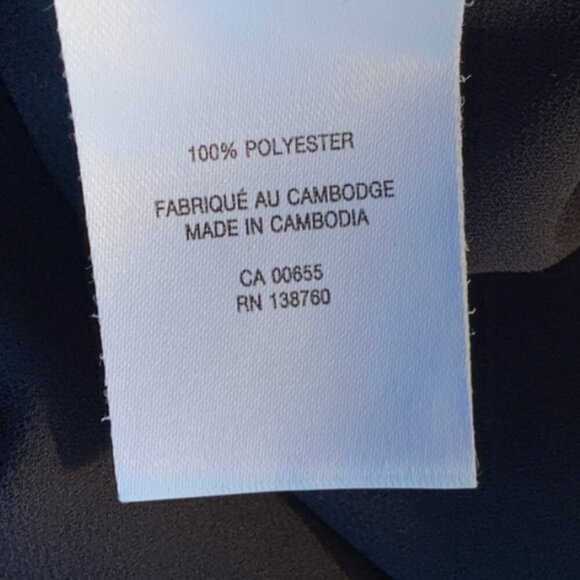 100% POLYESTER
FABRIQUÉ AU CAMBODGE
MADE IN CAMBODIA
CA 00655
RN 138760